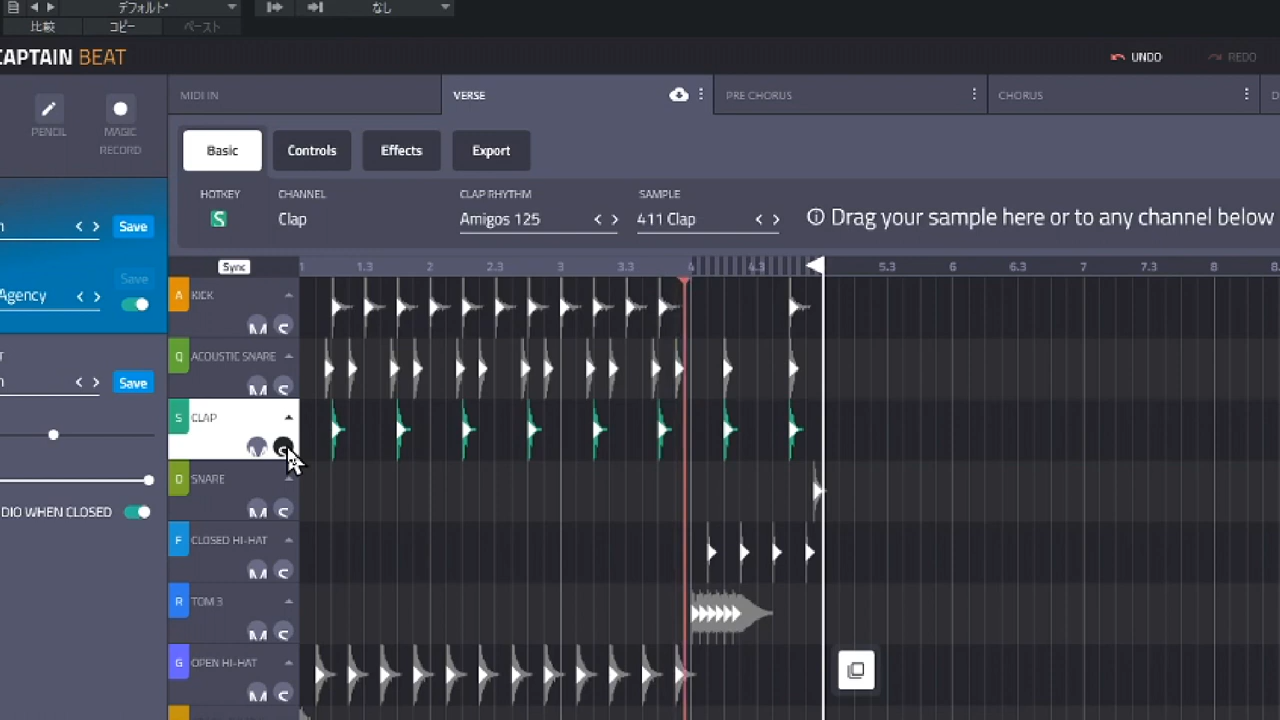 デフォルト* なし
比較 コピー ペースト
CAPTAIN BEAT UNDO REDO
MIDI IN VERSE PRE CHORUS CHORUS
PENCIL MAGIC RECORD
Basic Controls Effects Export
HOTKEY CHANNEL CLAP RHYTHM SAMPLE
S Clap Amigos 125 411 Clap Drag your sample here or to any channel below
Save
Save
Agency
Save
DIO WHEN CLOSED
Sync 1 1.3 2 2.3 3 3.3 4 4.3 5.3 6 6.3 7 7.3 8 8.
A KICK
M S
Q ACOUSTIC SNARE
M S
S CLAP
M S
D SNARE
M S
F CLOSED HI-HAT
M S
R TOM 3
M S
G OPEN HI-HAT
M S